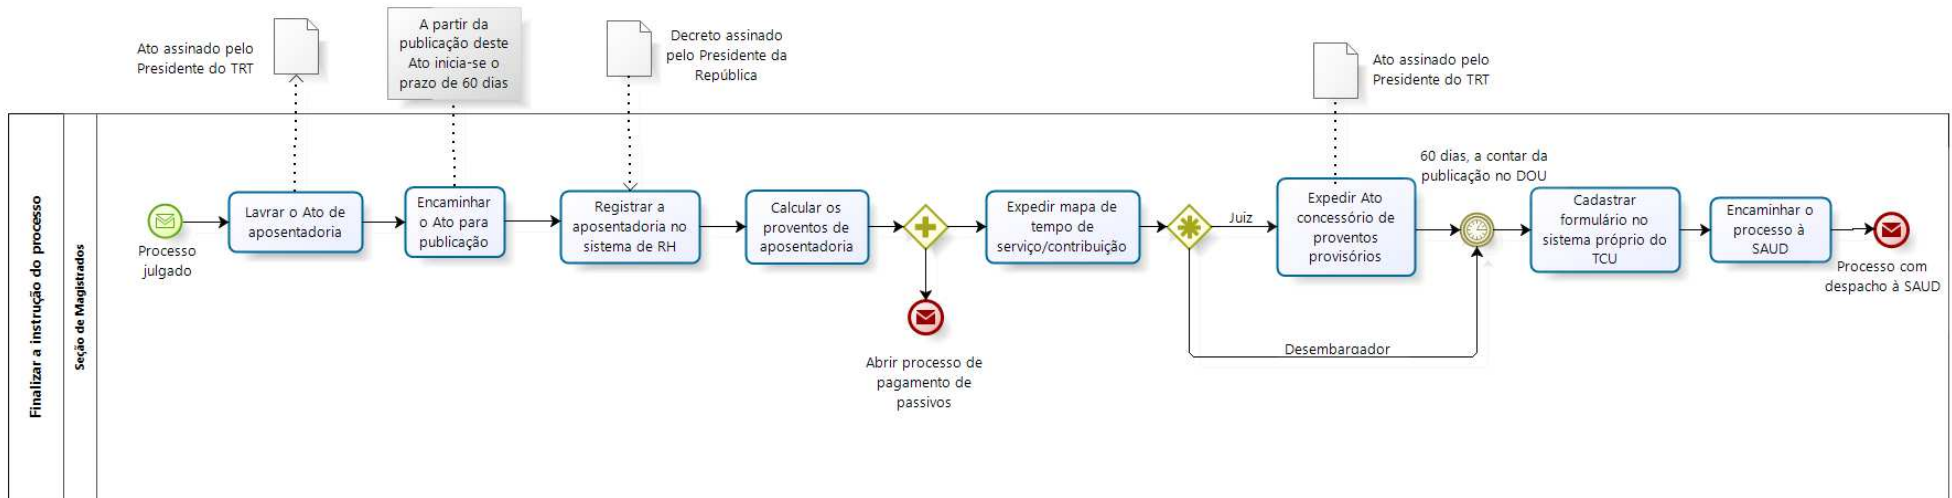 Ato assinado pelo
Presidente do TRT
A partir da
publicação deste
Ato inicia-se o
prazo de 60 dias
Decreto assinado
pelo Presidente da
República
Ato assinado pelo
Presidente do TRT
Finalizar a instrução do processo
Seção de Magistrados
Processo
julgado
Lavrar o Ato de
aposentadoria
Encaminhar
o Ato para
publicação
Registrar a
aposentadoria no
sistema de RH
Calcular os
proventos de
aposentadoria
Abrir processo de
pagamento de
passivos
Expedir mapa de
tempo de
serviço/contribuição
Juiz
Desembargador
Expedir Ato
concessório de
proventos
provisórios
60 dias, a contar da
publicação no DOU
Cadastrar
formulário no
sistema próprio do
TCU
Encaminhar o
processo à
SAUD
Processo com
despacho à SAUD